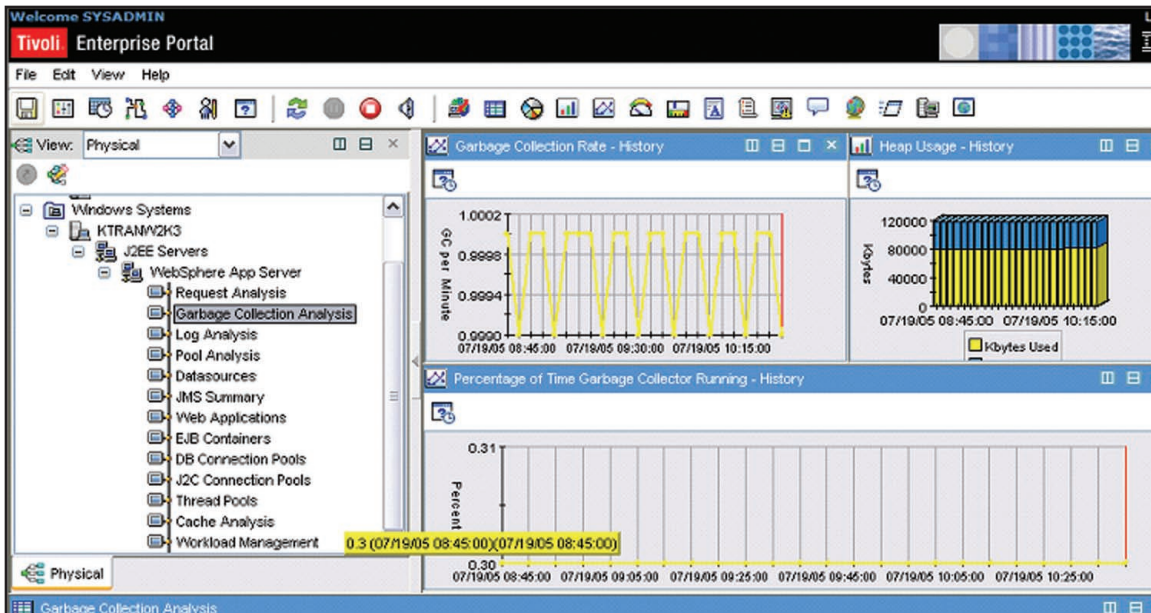 Welcome SYSADMIN
Tivoli Enterprise Portal
File Edit View Help
View: Physical
Windows Systems
KTRANW2K3
J2EE Servers
WebSphere App Server
Request Analysis
Garbage Collection Analysis
Log Analysis
Pool Analysis
Datasources
JMS Summary
Web Applications
EJB Containers
DB Connection Pools
J2C Connection Pools
Thread Pools
Cache Analysis
Workload Management
Physical
Garbage Collection Rate - History
GC per Minute
1.0002
0.9998
0.9994
0.9990
07/19/05 08:45:00 07/19/05 09:30:00 07/19/05 10:15:00
Heap Usage - History
Kbytes
120000
80000
40000
0
07/19/05 08:45:00 07/19/05 10:15:00
Kbytes Used
Percentage of Time Garbage Collector Running - History
Percent
0.31
0.30
0.3 (07/19/05 08:45:00)(07/19/05 08:45:00)
07/19/05 08:45:00 07/19/05 09:05:00 07/19/05 09:25:00 07/19/05 09:45:00 07/19/05 10:05:00 07/19/05 10:25:00
Garbage Collection Analysis